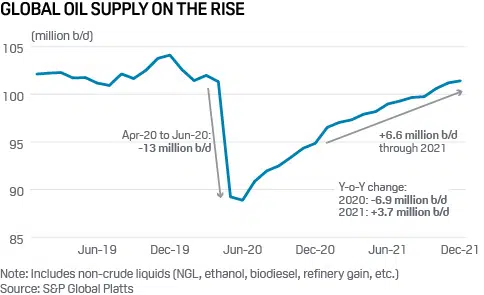 GLOBAL OIL SUPPLY ON THE RISE
(million b/d)
105
100
95
90
85
Apr-20 to Jun-20:
-13 million b/d
+6.6 million b/d
through 2021
Y-o-Y change:
2020: -6.9 million b/d
2021: +3.7 million b/d
Jun-19 Dec-19 Jun-20 Dec-20 Jun-21 Dec-21
Note: Includes non-crude liquids (NGL, ethanol, biodiesel, refinery gain, etc.)
Source: S&P Global Platts